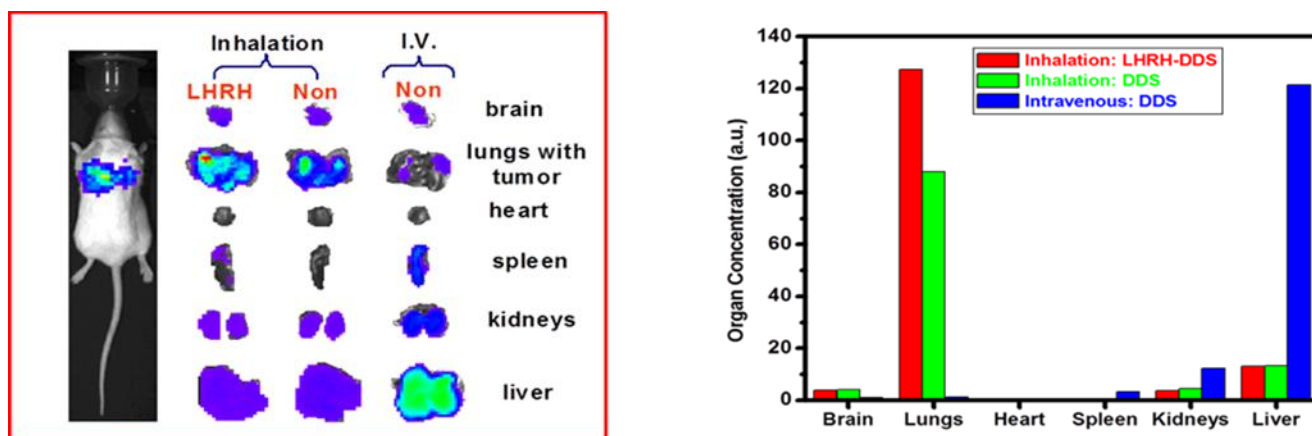 Inhalation I.V.
LHRH Non Non
brain
lungs with
tumor
heart
spleen
kidneys
liver
Organ Concentration (a.u.)
140
120
100
80
60
40
20
0
Inhalation: LHRH-DDS
Inhalation: DDS
Intravenous: DDS
Brain Lungs Heart Spleen Kidneys Liver